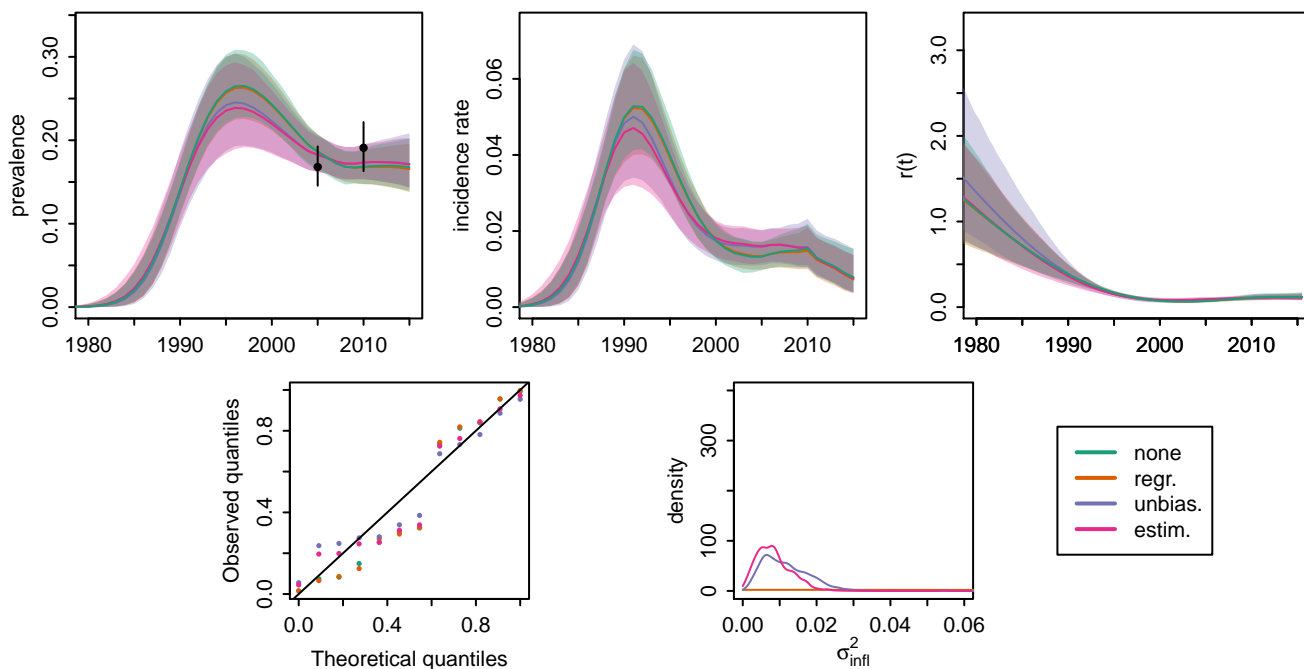 prevalence
0.00 0.10 0.20 0.30
1980 1990 2000 2010
incidence rate
0.00 0.02 0.04 0.06
1980 1990 2000 2010
r(t)
0.0 1.0 2.0 3.0
1980 1990 2000 2010
Observed quantiles
0.0 0.4 0.8
0.0 0.4 0.8
Theoretical quantiles
density
0 100 300
0.00 0.02 0.04 0.06
σ²infl
none
regr.
unbias.
estim.